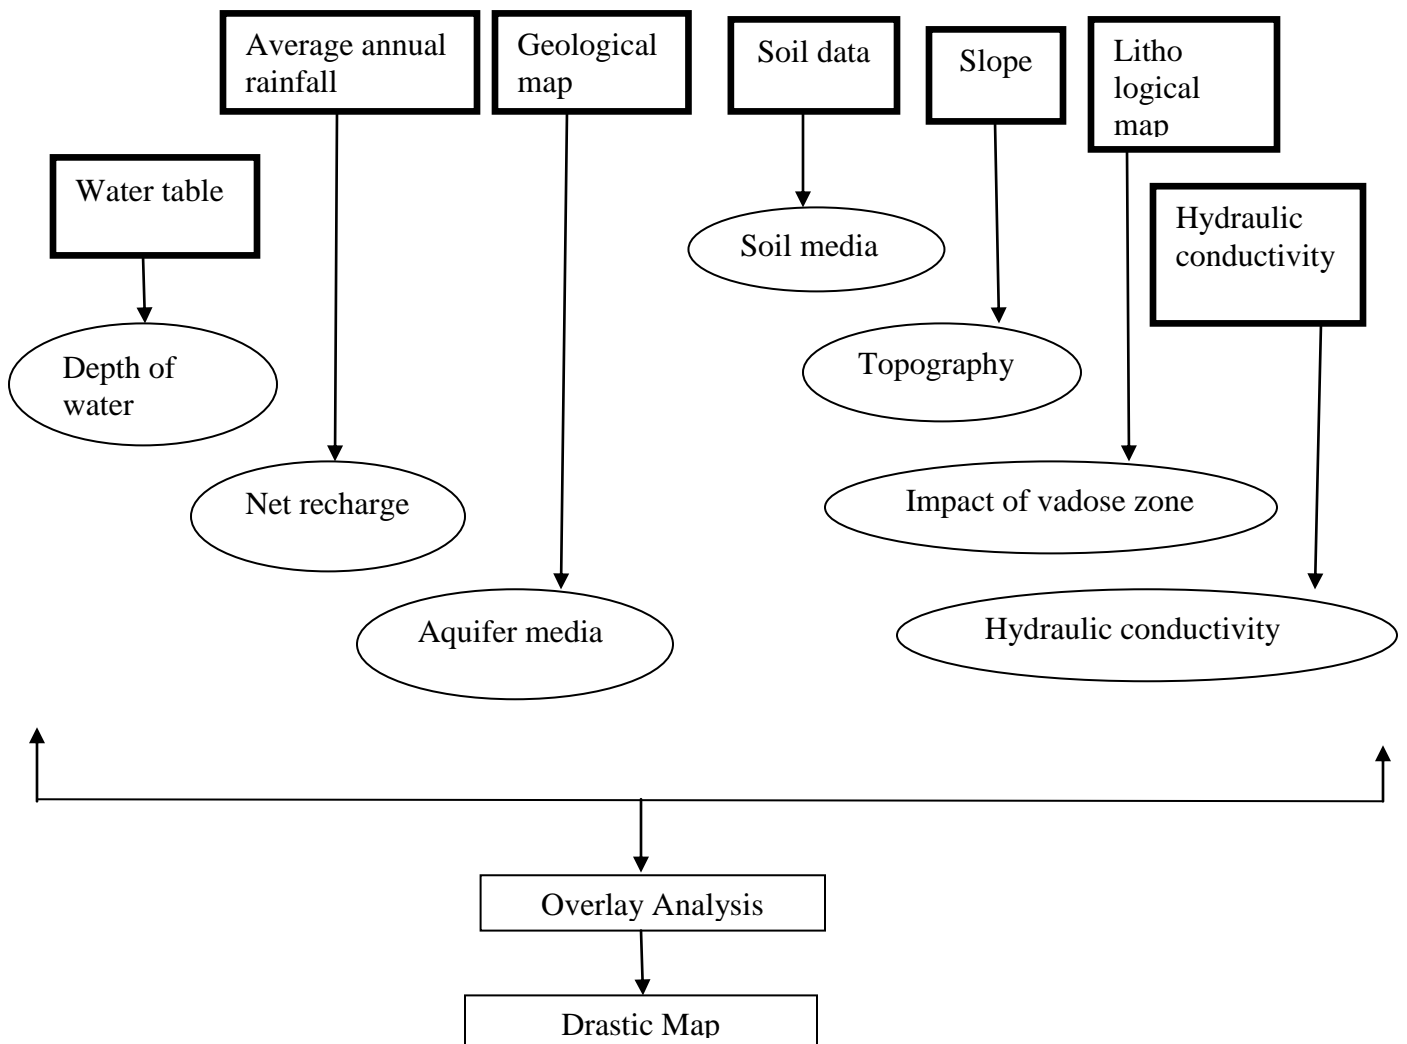 Average annual
rainfall
Geological
map
Soil data
Slope
Litho
logical
map
Water table
Hydraulic
conductivity
Soil media
Depth of
water
Topography
Net recharge
Impact of vadose zone
Aquifer media
Hydraulic conductivity
Overlay Analysis
Drastic Map